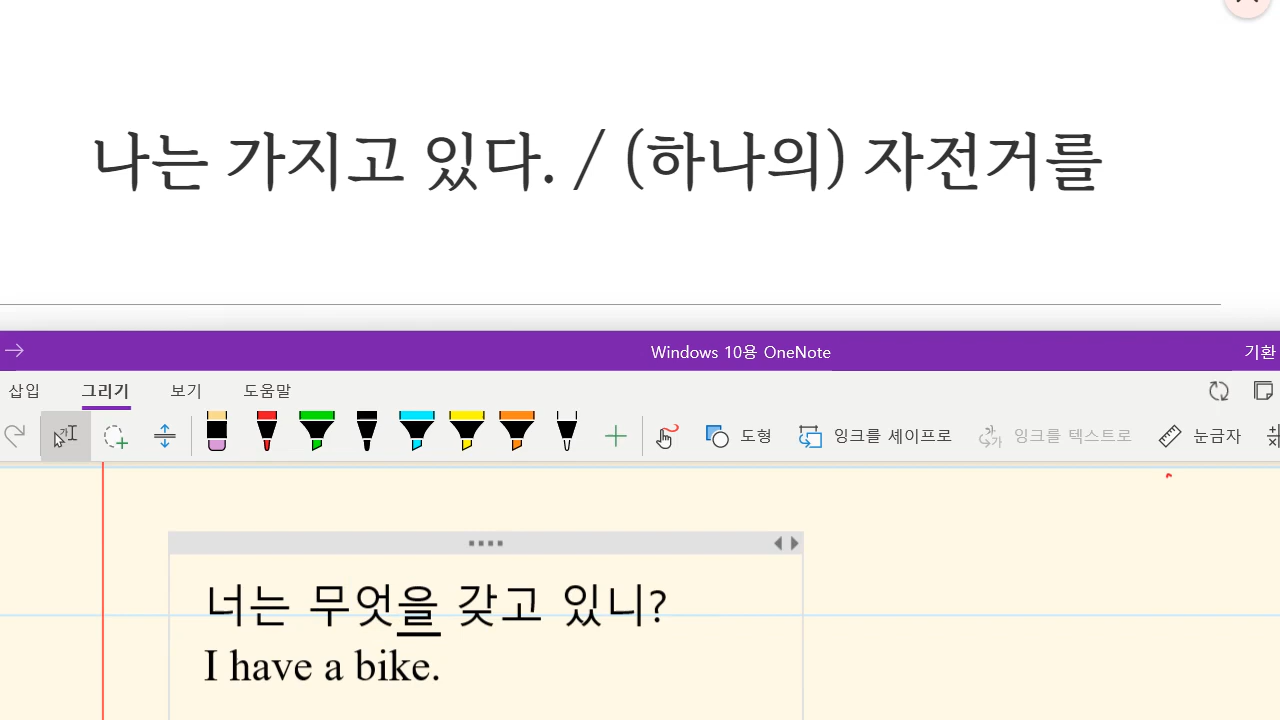 나는 가지고 있다. / (하나의) 자전거를
Windows 10용 OneNote
기환
삽입 그리기 보기 도움말
가 도형 잉크를 셰이프로 가 잉크를 텍스트로 눈금자
너는 무엇을 갖고 있니?
I have a bike.